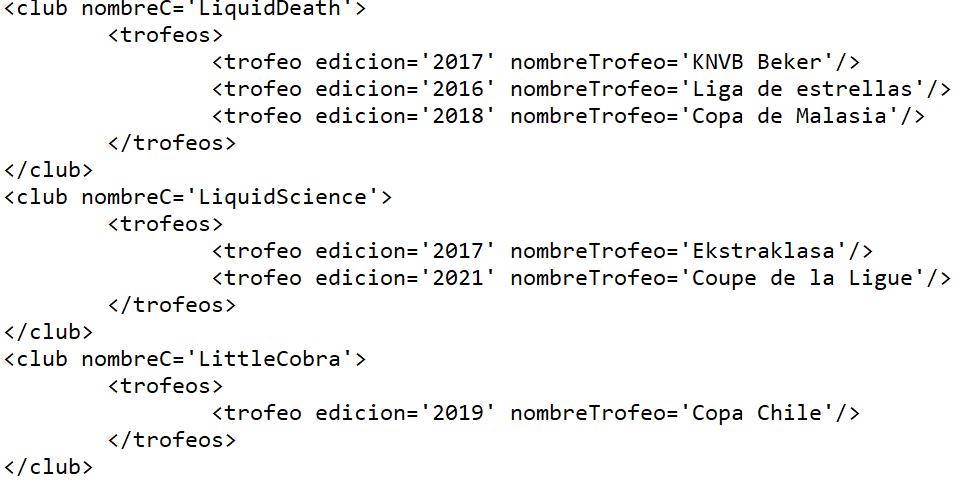 <club nombreC='LiquidDeath'>
<trofeos>
<trofeo edicion='2017' nombreTrofeo='KNVB Beker'/>
<trofeo edicion='2016' nombreTrofeo='Liga de estrellas'/>
<trofeo edicion='2018' nombreTrofeo='Copa de Malasia'/>
</trofeos>
</club>
<club nombreC='LiquidScience'>
<trofeos>
<trofeo edicion='2017' nombreTrofeo='Ekstraklasa'/>
<trofeo edicion='2021' nombreTrofeo='Coupe de la Ligue'/>
</trofeos>
</club>
<club nombreC='LittleCobra'>
<trofeos>
<trofeo edicion='2019' nombreTrofeo='Copa Chile'/>
</trofeos>
</club>